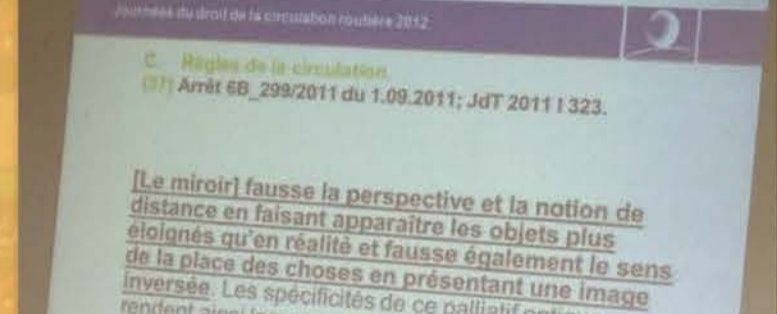 Journées du droit de la circulation routière 2012
C. Règles de la circulation
(37) Arrêt 6B_299/2011 du 1.09.2011; JdT 2011 I 323.
[Le miroir] fausse la perspective et la notion de
distance en faisant apparaître les objets plus
éloignés qu'en réalité et fausse également le sens
de la place des choses en présentant une image
inversée. Les spécificités de ce palliatif
rendent ainsi